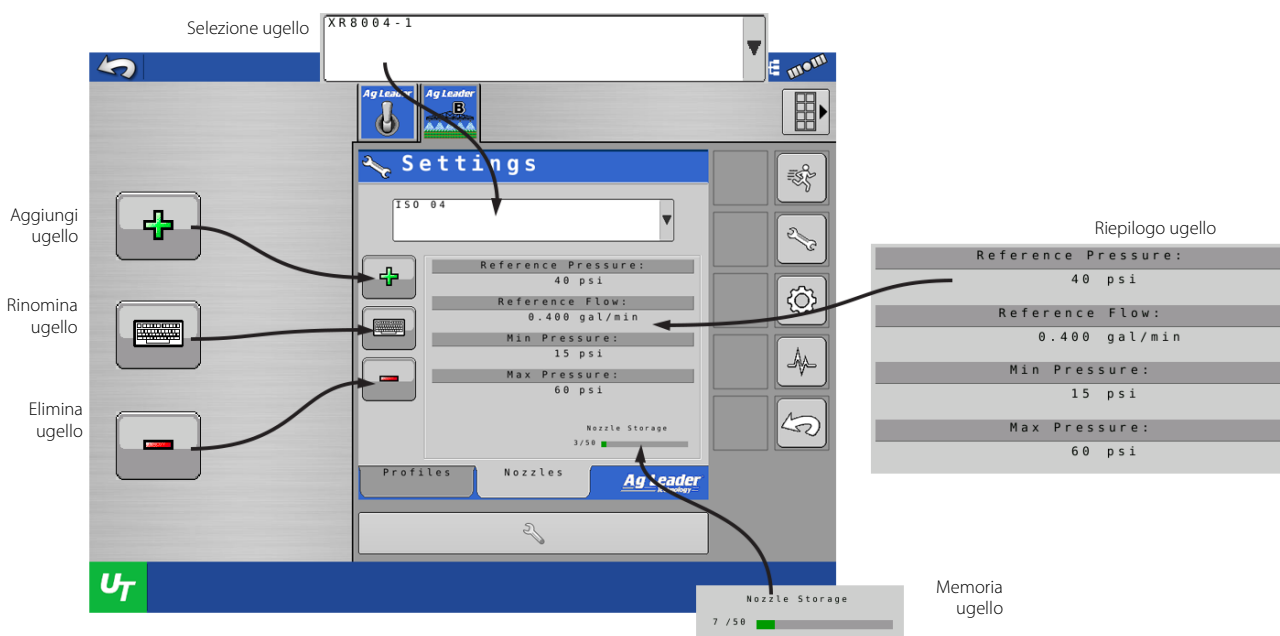 Selezione ugello
XR8004-1
Ag Leader
Ag Leader
B
Settings
ISO 04
Aggiungi
ugello
Rinomina
ugello
Elimina
ugello
Reference Pressure:
40 psi
Reference Flow:
0.400 gal/min
Min Pressure:
15 psi
Max Pressure:
60 psi
Nozzle Storage
3/50
Profiles
Nozzles
Ag Leader
Technology
Riepilogo ugello
Reference Pressure:
40 psi
Reference Flow:
0.400 gal/min
Min Pressure:
15 psi
Max Pressure:
60 psi
UT
Nozzle Storage
7 /50
Memoria
ugello